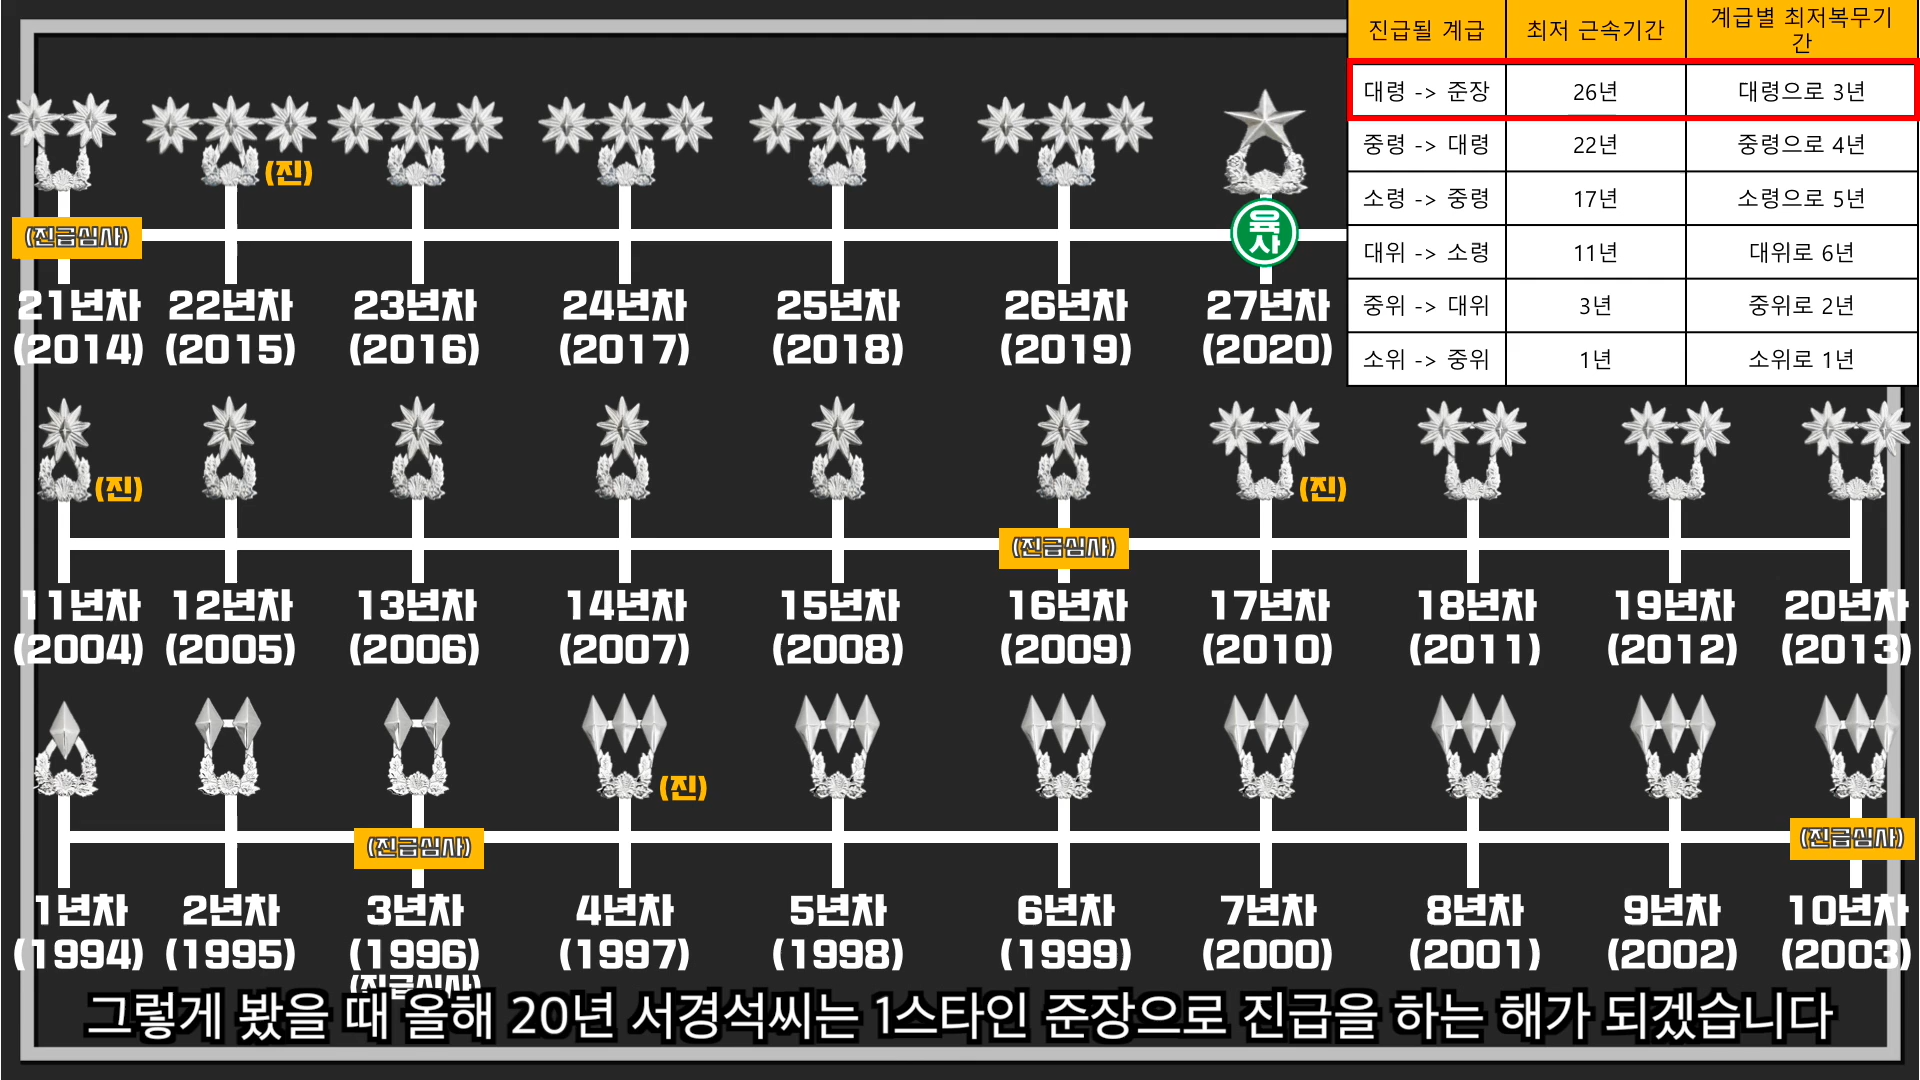 진급될 계급 최저 근속기간 계급별 최저복무기간
대령 -> 준장 26년 대령으로 3년
중령 -> 대령 22년 중령으로 4년
소령 -> 중령 17년 소령으로 5년
대위 -> 소령 11년 대위로 6년
중위 -> 대위 3년 중위로 2년
소위 -> 중위 1년 소위로 1년
(진)
(진급심사)
육사
21년차 22년차 23년차 24년차 25년차 26년차 27년차
(2014) (2015) (2016) (2017) (2018) (2019) (2020)
(진) (진)
(진급심사)
11년차 12년차 13년차 14년차 15년차 16년차 17년차 18년차 19년차 20년차
(2004) (2005) (2006) (2007) (2008) (2009) (2010) (2011) (2012) (2013)
(진)
(진급심사) (진급심사)
1년차 2년차 3년차 4년차 5년차 6년차 7년차 8년차 9년차 10년차
(1994) (1995) (1996) (1997) (1998) (1999) (2000) (2001) (2002) (2003)
(진급심사)
그렇게 봤을 때 올해 20년 서경석씨는 1스타인 준장으로 진급을 하는 해가 되겠습니다